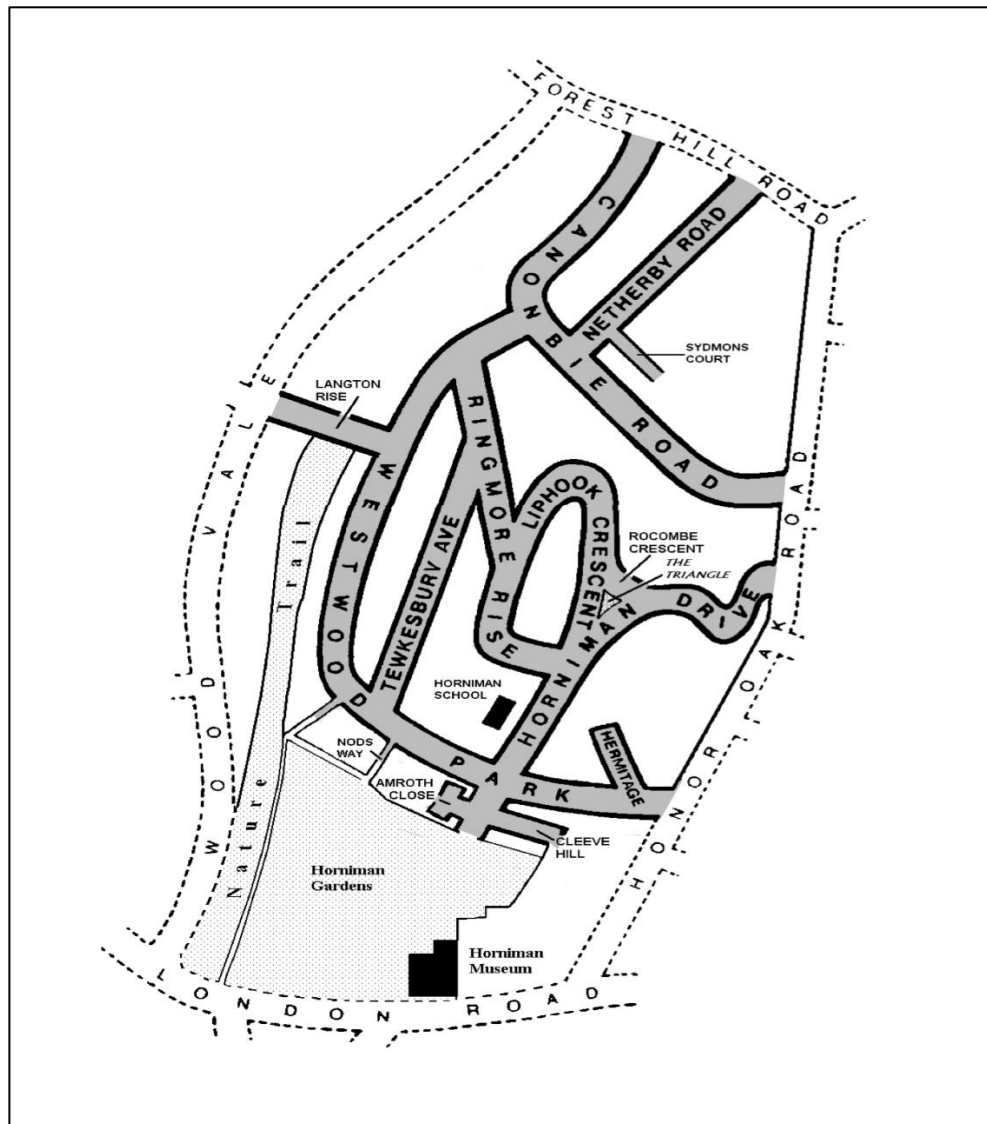 FOREST HILL ROAD
CANONBIE ROAD
NETHERBY ROAD
SYDMONS
COURT
LANGTON
RISE
WOODVALE
RINGMORE RISE
LIPHOOK CRESCENT
WESTWOOD PARK
TEWKESBURY AVE
ROCOMBE
CRESCENT
THE
TRIANGLE
HORNIMAN DRIVE
HONOR OAK ROAD
Nature Trail
HORNIMAN
SCHOOL
HERMITAGE
NODS
WAY
AMROTH
CLOSE
CLEEVE
HILL
Horniman
Gardens
Horniman
Museum
LONDON ROAD